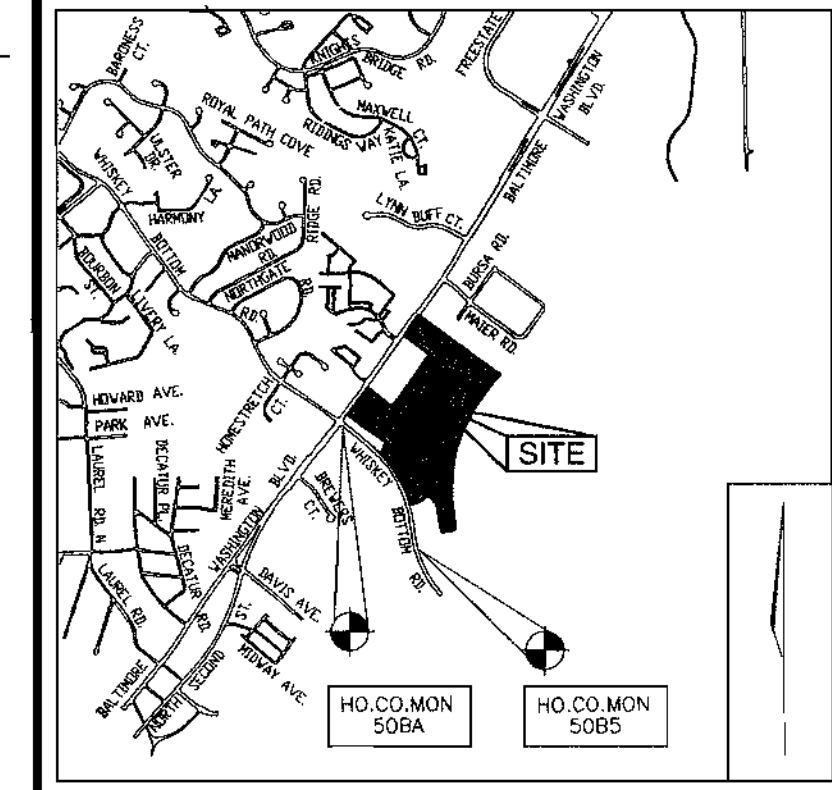 BARONESS
CT.
KNIGHTS
BRIDGE RD.
FREESTATE
WASHINGTON
BLVD.
ROYAL PATH COVE
MAXWELL
CT.
RIDINGS WAY
KATIE LA.
ULSTER
DR.
WHISKEY
BOTTOM
HARMONY
LA.
BALTIMORE
LYNN BUFF CT.
RIDGE RD.
MANORWOOD
RD.
NORTHGATE
RD.
RD.
BURSA RD.
MAIER RD.
BOURBON
ST.
LIVERY LA.
HOWARD AVE.
PARK AVE.
HOMESTRETCH
CT.
SITE
LAUREL RD. N
DECATUR PL.
MEREDITH
AVE.
WASHINGTON
BLVD.
BREWERS
CT.
WHISKEY
BOTTOM
RD.
DECATUR
RD.
LAUREL RD.
DAVIS AVE.
MIDWAY AVE.
BALTIMORE
NORTH SECOND
ST.
HO.CO.MON
50BA
HO.CO.MON
50B5